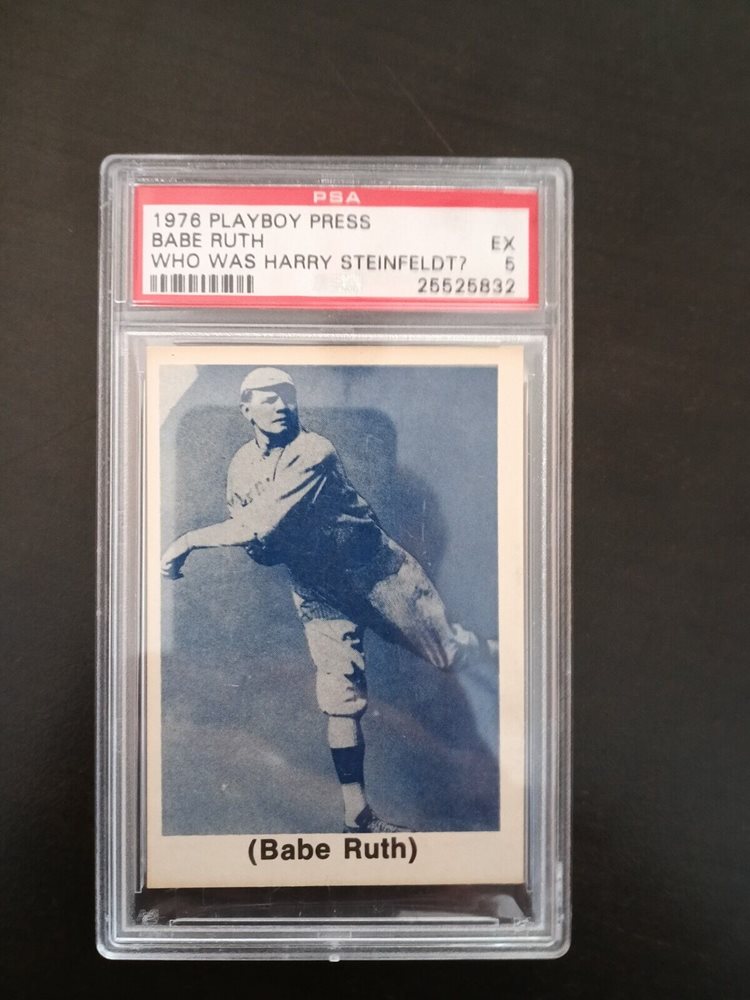 PSA
1976 PLAYBOY PRESS
BABE RUTH EX
WHO WAS HARRY STEINFELDT? 5
25525832
(Babe Ruth)